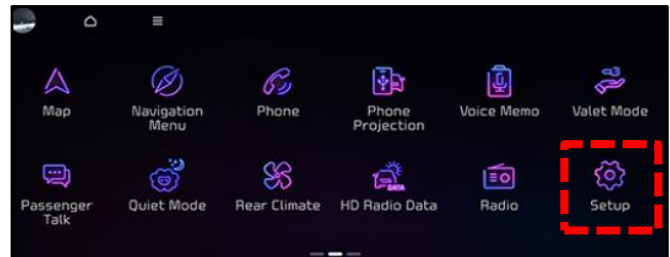 Map
Navigation
Menu
Phone
Phone
Projection
Voice Memo
Valet Mode
Passenger
Talk
Quiet Mode
Rear Climate
DATA
HD Radio Data
Radio
Setup